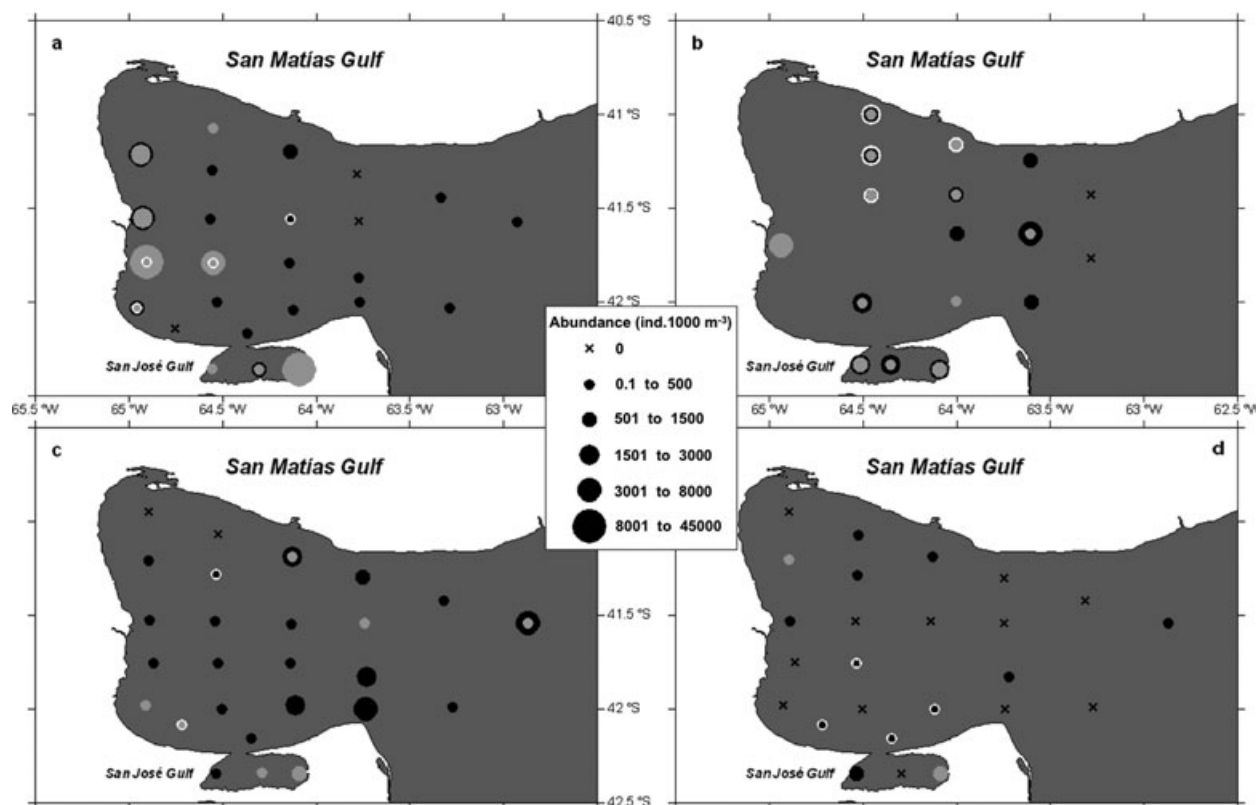 a
San Matías Gulf
San José Gulf
b
San Matías Gulf
San José Gulf
40.5 °S
41 °S
41.5 °S
42 °S
65.5 °W 65 °W 64.5 °W 64 °W 63.5 °W 63 °W
65 °W 64.5 °W 64 °W 63.5 °W 63 °W 62.5 °W
Abundance (ind.1000 m⁻³)
× 0
0.1 to 500
501 to 1500
1501 to 3000
3001 to 8000
8001 to 45000
c
San Matías Gulf
San José Gulf
d
San Matías Gulf
San José Gulf
41.5 °S
42 °S
42.5 °S